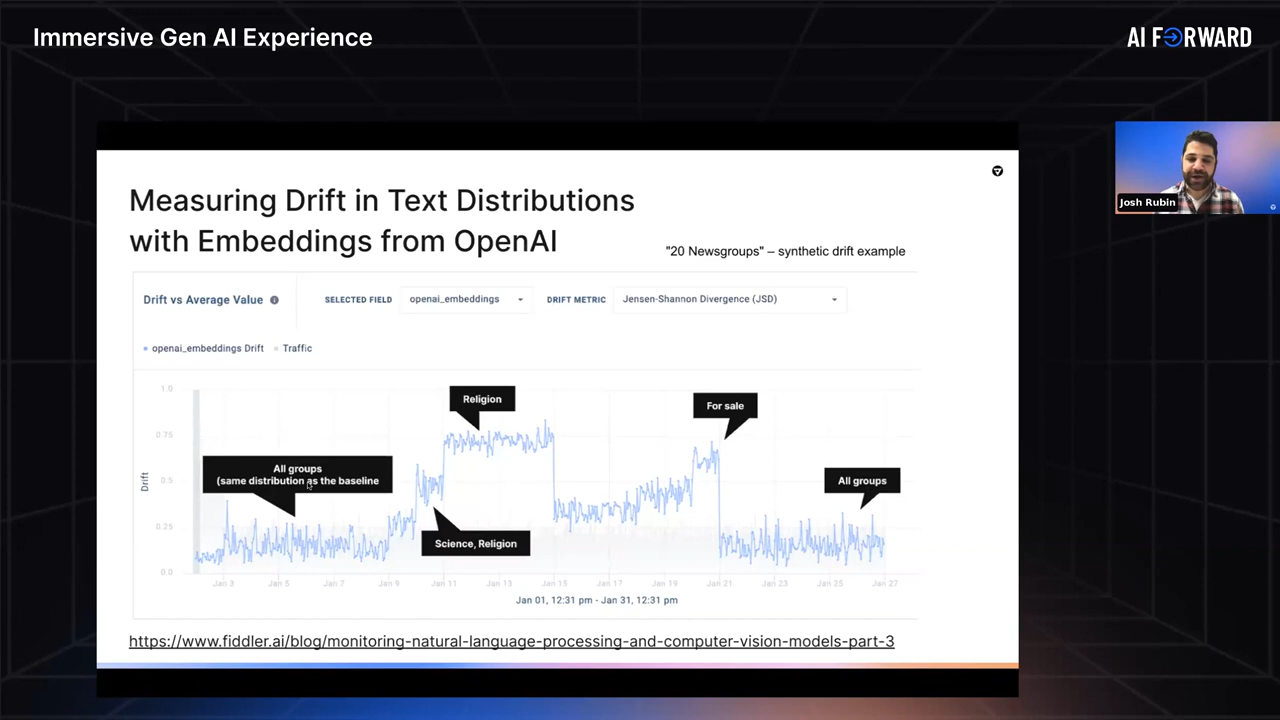 Immersive Gen AI Experience
AI FORWARD
Josh Rubin
Measuring Drift in Text Distributions
with Embeddings from OpenAI
"20 Newsgroups" – synthetic drift example
Drift vs Average Value
SELECTED FIELD
openai_embeddings
DRIFT METRIC
Jensen-Shannon Divergence (JSD)
openai_embeddings Drift
Traffic
1.0
0.75
0.5
0.25
0.0
Drift
Religion
For sale
All groups
(same distribution as the baseline
All groups
Science, Religion
Jan 3
Jan 5
Jan 7
Jan 9
Jan 11
Jan 13
Jan 15
Jan 17
Jan 19
Jan 21
Jan 23
Jan 25
Jan 27
Jan 01, 12:31 pm - Jan 31, 12:31 pm
https://www.fiddler.ai/blog/monitoring-natural-language-processing-and-computer-vision-models-part-3